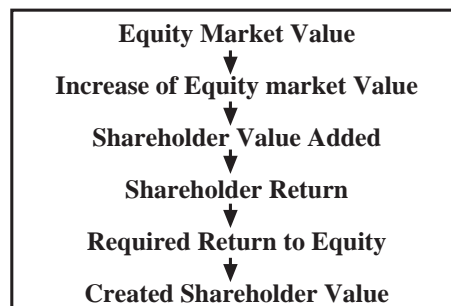 Equity Market Value
Increase of Equity market Value
Shareholder Value Added
Shareholder Return
Required Return to Equity
Created Shareholder Value